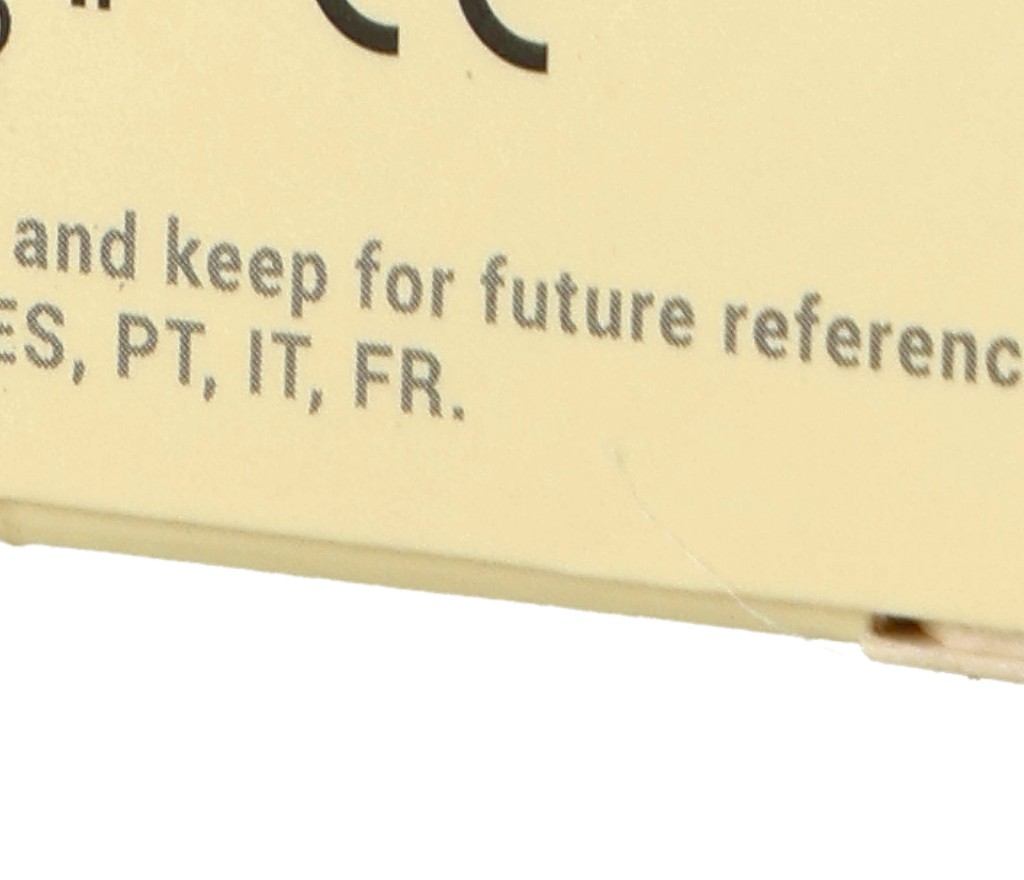 and keep for future referenc
ES, PT, IT, FR.